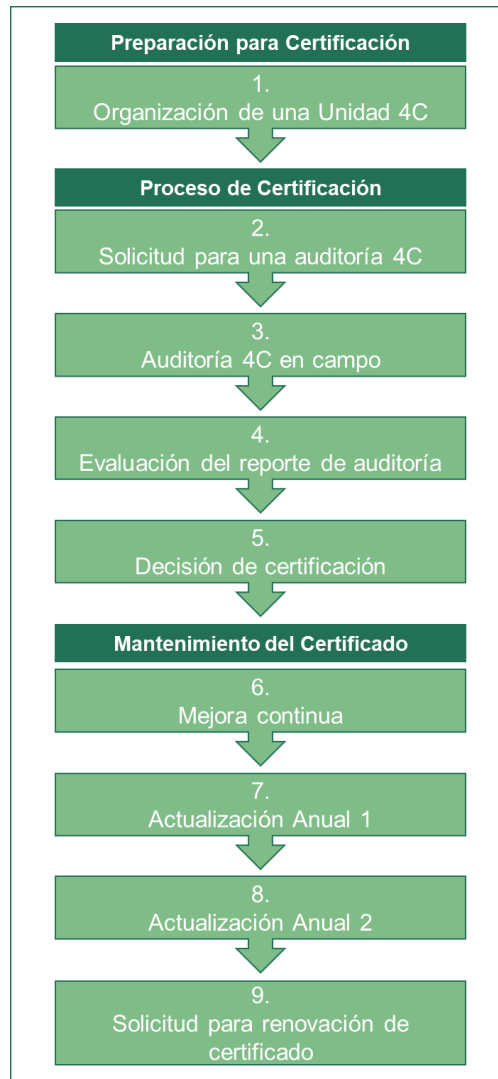 Preparación para Certificación
1.
Organización de una Unidad 4C
Proceso de Certificación
2.
Solicitud para una auditoría 4C
3.
Auditoría 4C en campo
4.
Evaluación del reporte de auditoría
5.
Decisión de certificación
Mantenimiento del Certificado
6.
Mejora continua
7.
Actualización Anual 1
8.
Actualización Anual 2
9.
Solicitud para renovación de
certificado